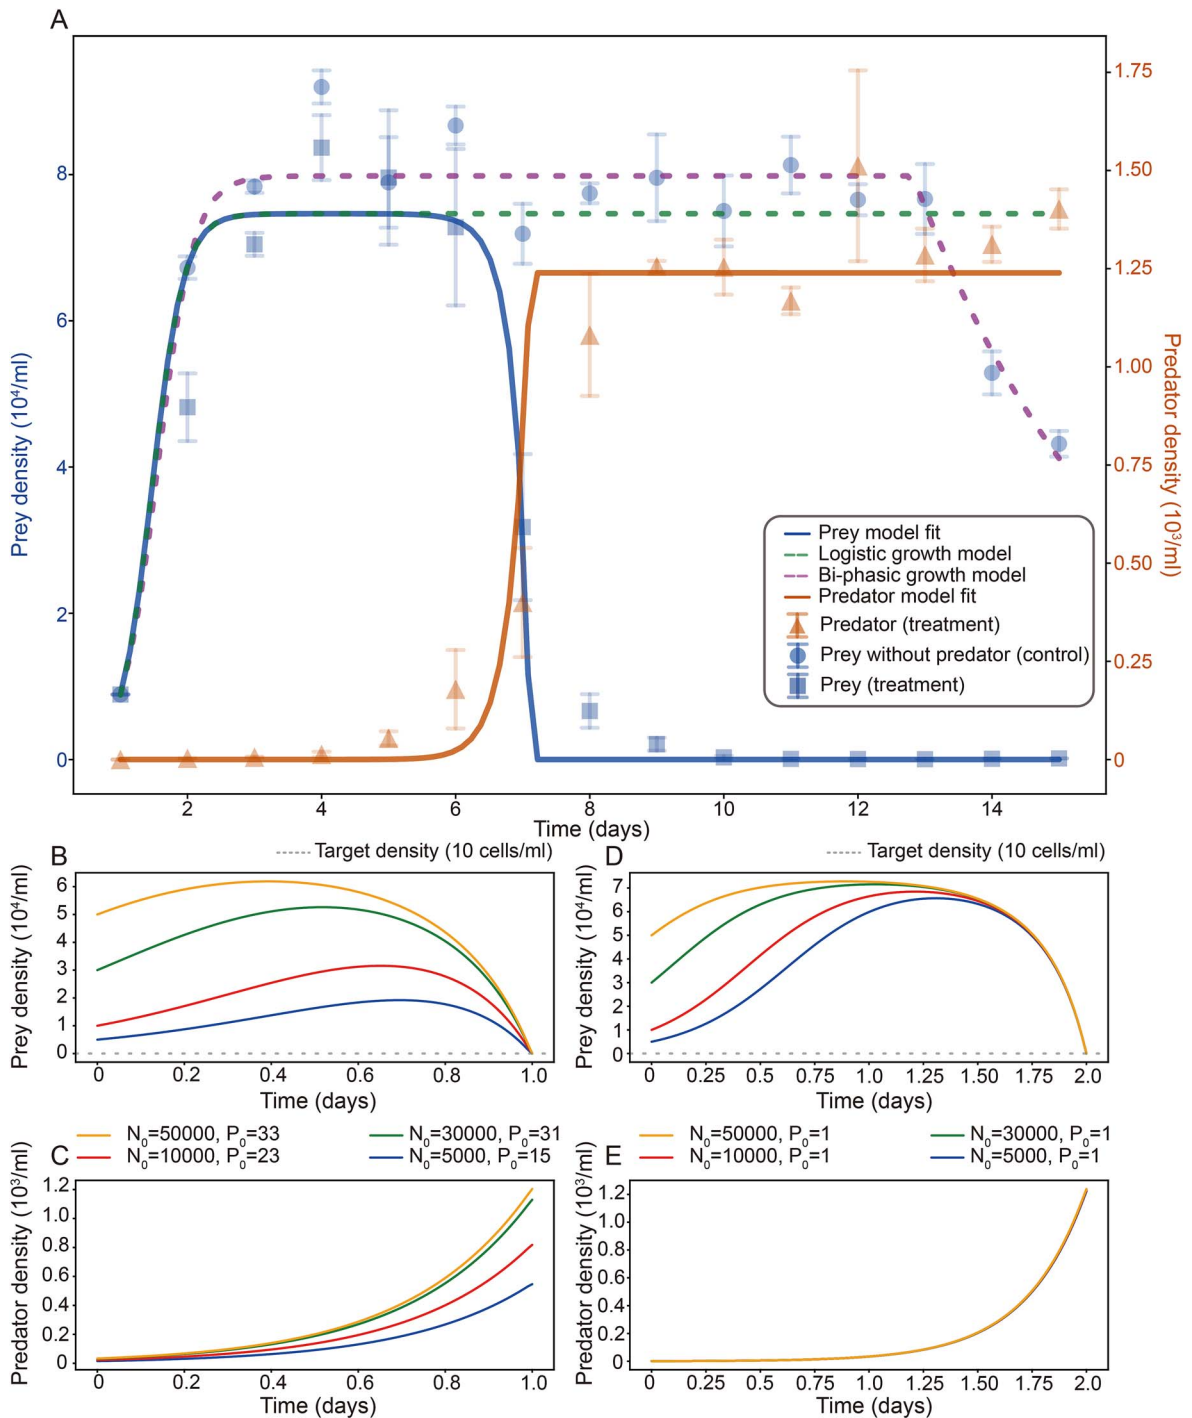 A
Prey density (10⁴/ml)
8
6
4
2
0
Predator density (10³/ml)
1.75
1.50
1.25
1.00
0.75
0.50
0.25
0
Prey model fit
Logistic growth model
Bi-phasic growth model
Predator model fit
Predator (treatment)
Prey without predator (control)
Prey (treatment)
2 4 6 8 10 12 14
Time (days)
B
Target density (10 cells/ml)
Prey density (10⁴/ml)
6
5
4
3
2
1
0
0 0.2 0.4 0.6 0.8 1.0
Time (days)
D
Target density (10 cells/ml)
Prey density (10⁴/ml)
7
6
5
4
3
2
1
0
0 0.25 0.50 0.75 1.0 1.25 1.50 1.75 2.0
Time (days)
N₀=50000, P₀=33 N₀=30000, P₀=31
N₀=10000, P₀=23 N₀=5000, P₀=15
C
Predator density (10³/ml)
1.2
1.0
0.8
0.6
0.4
0.2
0
0 0.2 0.4 0.6 0.8 1.0
Time (days)
N₀=50000, P₀=1 N₀=30000, P₀=1
N₀=10000, P₀=1 N₀=5000, P₀=1
E
Predator density (10³/ml)
1.2
1.0
0.8
0.6
0.4
0.2
0
0 0.25 0.50 0.75 1.0 1.25 1.50 1.75 2.0
Time (days)